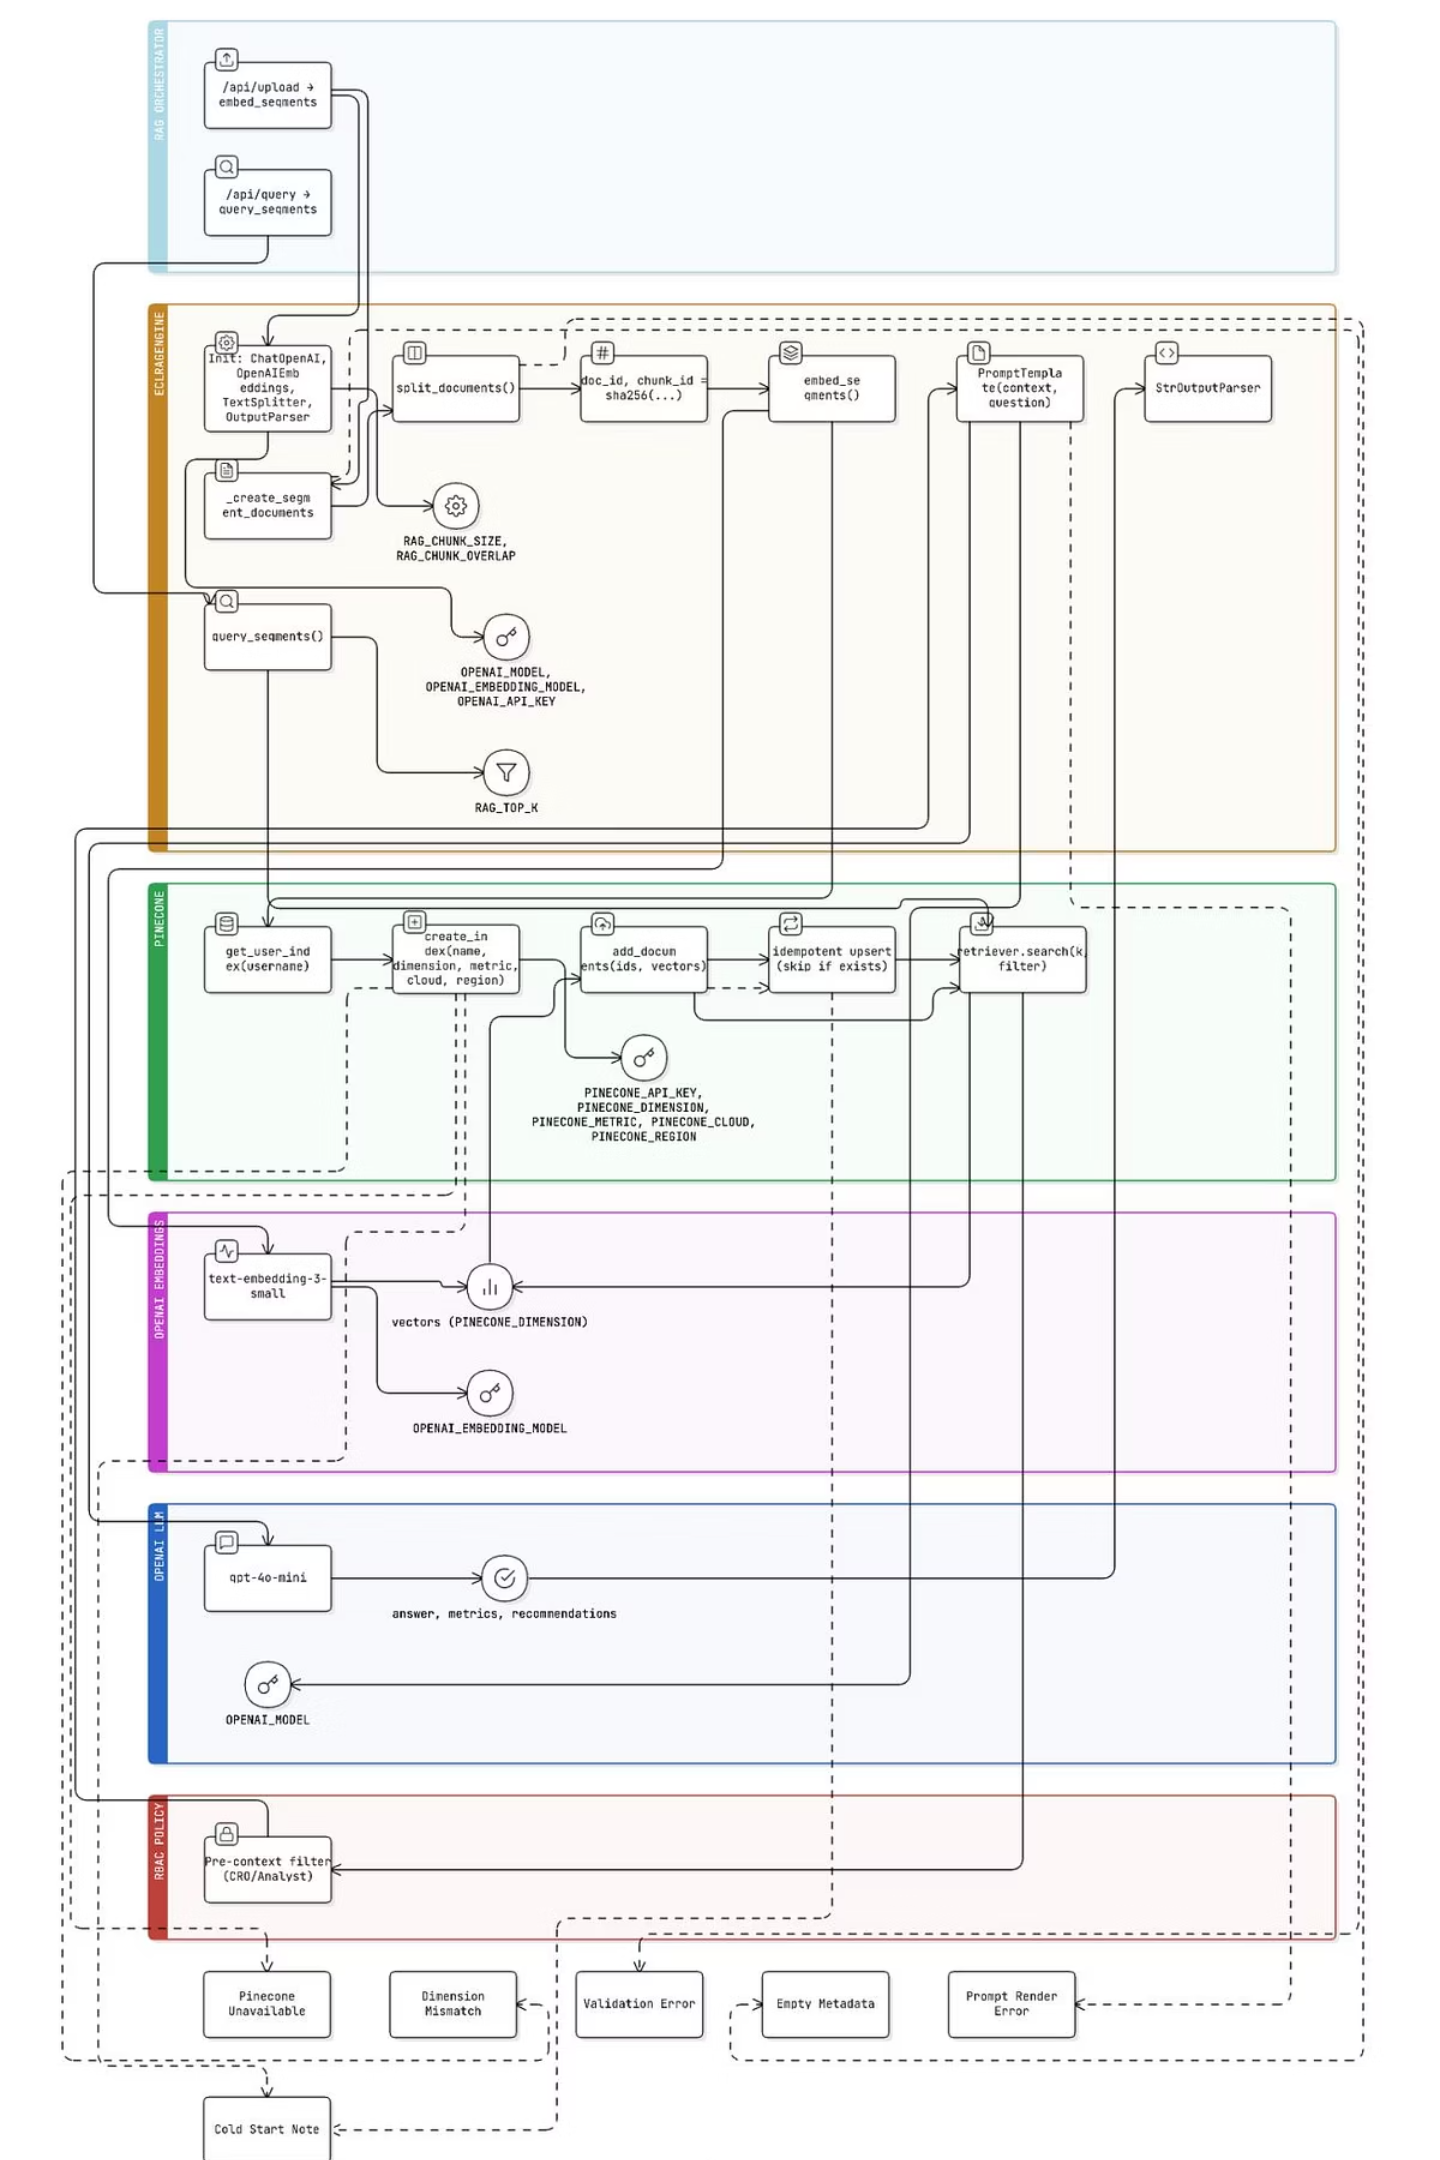 RAG ORCHESTRATOR
/api/upload →
embed_segments
/api/query →
query_segments
ECLRAGENGINE
Init: ChatOpenAI,
OpenAIEmb
eddings,
TextSplitter,
OutputParser
split_documents()
doc_id, chunk_id =
sha256(...)
embed_se
gments()
PromptTempla
te(context,
question)
StrOutputParser
_create_segm
ent_documents
RAG_CHUNK_SIZE,
RAG_CHUNK_OVERLAP
query_segments()
OPENAI_MODEL,
OPENAI_EMBEDDING_MODEL,
OPENAI_API_KEY
RAG_TOP_K
PINECONE
get_user_ind
ex(username)
create_in
dex(name,
dimension, metric,
cloud, region)
add_docum
ents(ids, vectors)
idempotent upsert
(skip if exists)
retriever.search(k,
filter)
PINECONE_API_KEY,
PINECONE_DIMENSION,
PINECONE_METRIC, PINECONE_CLOUD,
PINECONE_REGION
OPENAI EMBEDDINGS
text-embedding-3-
small
vectors (PINECONE_DIMENSION)
OPENAI_EMBEDDING_MODEL
OPENAI LLM
gpt-4o-mini
answer, metrics, recommendations
OPENAI_MODEL
RBAC POLICY
Pre-context filter
(CRO/Analyst)
Pinecone
Unavailable
Dimension
Mismatch
Validation Error
Empty Metadata
Prompt Render
Error
Cold Start Note